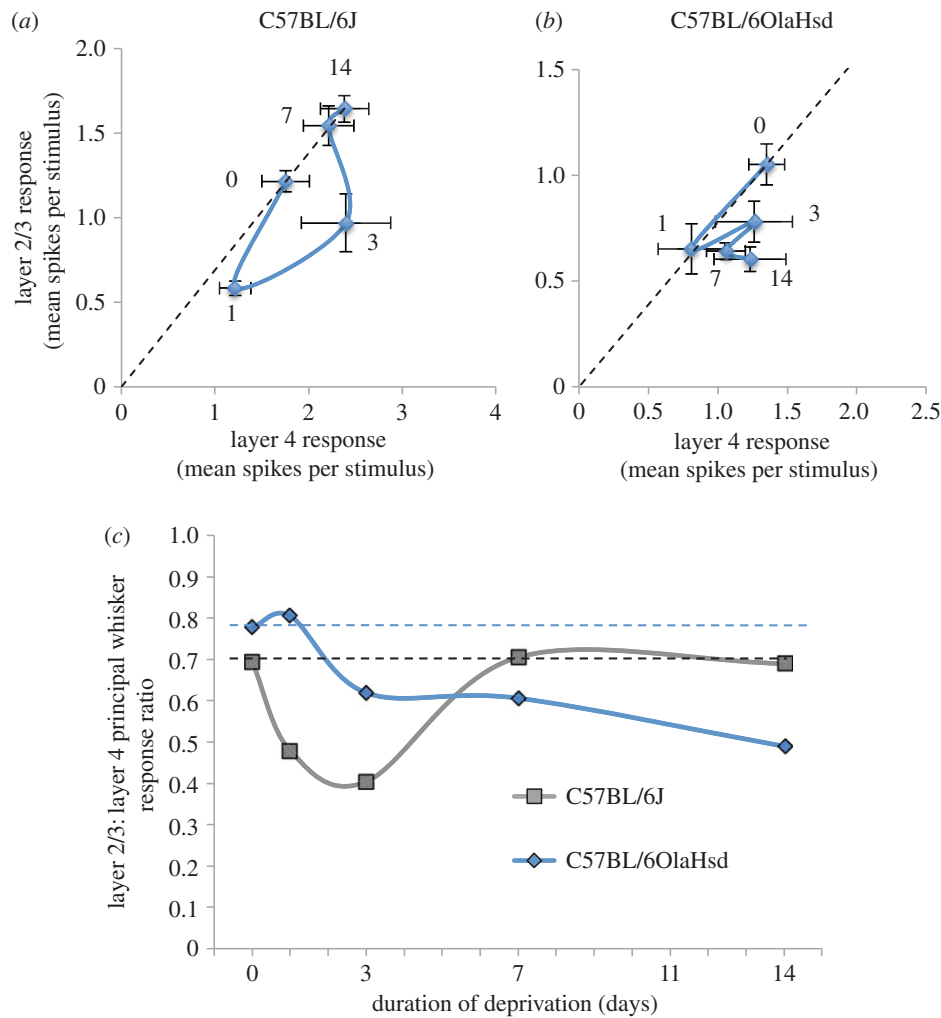 (a) C57BL/6J
(b) C57BL/6OlaHsd
2.0
1.5
1.0
0.5
0
layer 2/3 response
(mean spikes per stimulus)
14
7
0
3
1
0 1 2 3 4
layer 4 response
(mean spikes per stimulus)
1.5
1.0
0.5
0
0
1
3
7
14
0 0.5 1.0 1.5 2.0 2.5
layer 4 response
(mean spikes per stimulus)
(c)
1.0
0.9
0.8
0.7
0.6
0.5
0.4
0.3
0.2
0.1
0
layer 2/3: layer 4 principal whisker
response ratio
C57BL/6J
C57BL/6OlaHsd
0 3 7 11 14
duration of deprivation (days)